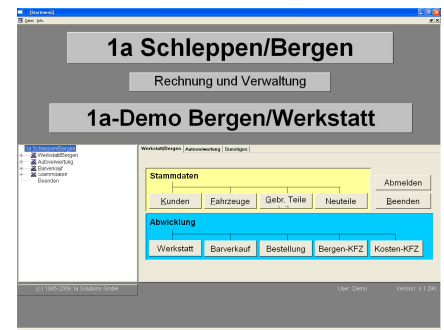 [Startmenü]
Datei Info
1a Schleppen/Bergen
Rechnung und Verwaltung
1a-Demo Bergen/Werkstatt
1a Schleppen/Bergen
Werkstatt/Bergen
Autoverwertung
Barverkauf
Stammdaten
Beenden
Werkstatt/Bergen Autoverwertung Sonstiges
Stammdaten
Kunden Fahrzeuge Gebr. Teile Neuteile
Abmelden
Beenden
Abwicklung
Werkstatt Barverkauf Bestellung Bergen-KFZ Kosten-KFZ
(c) 1995-2009 1a Solutions GmbH User: Demo Version: 3.1.290